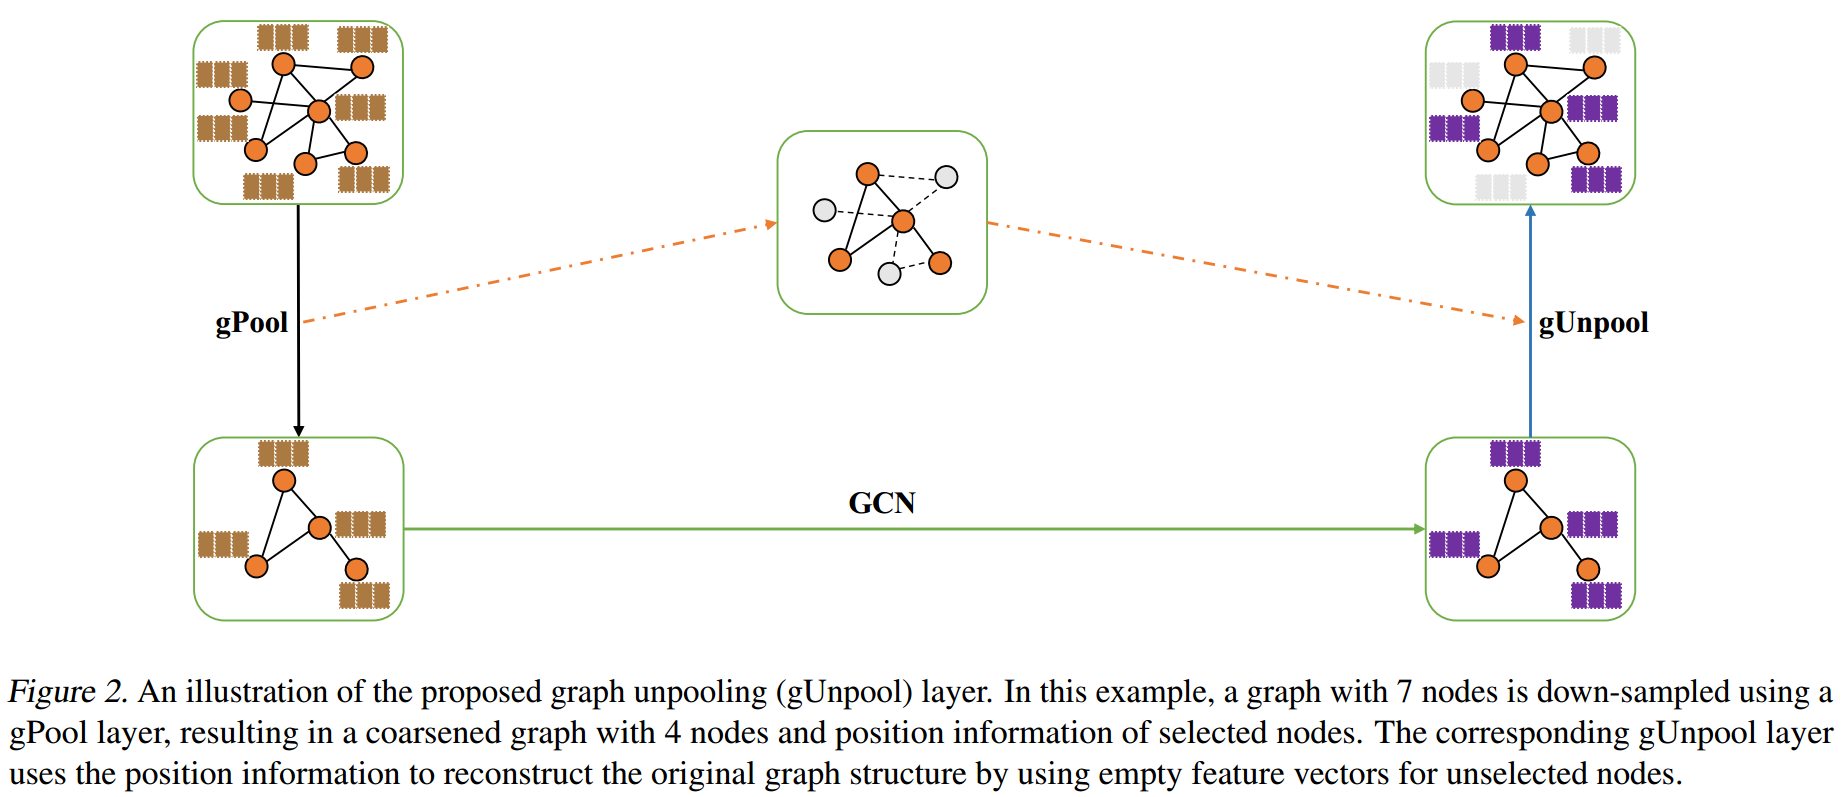 gPool
gUnpool
GCN
Figure 2. An illustration of the proposed graph unpooling (gUnpool) layer. In this example, a graph with 7 nodes is down-sampled using a
gPool layer, resulting in a coarsened graph with 4 nodes and position information of selected nodes. The corresponding gUnpool layer
uses the position information to reconstruct the original graph structure by using empty feature vectors for unselected nodes.